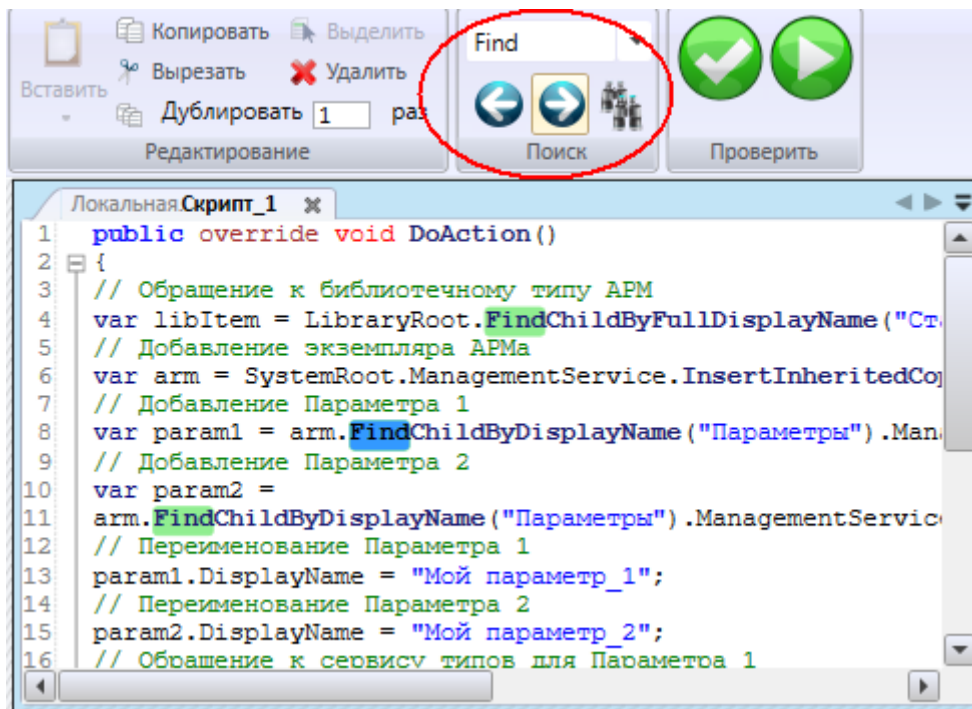 Вставить
Копировать Выделить
Вырезать Удалить
Дублировать 1 раз
Редактирование
Find
Поиск
Проверить
Локальная.Скрипт_1
1 public override void DoAction()
2 {
3 // Обращение к библиотечному типу АРМ
4 var libItem = LibraryRoot.FindChildByFullDisplayName("Ст
5 // Добавление экземпляра АРМа
6 var arm = SystemRoot.ManagementService.InsertInheritedCo
7 // Добавление Параметра 1
8 var param1 = arm.FindChildByDisplayName("Параметры").Man
9 // Добавление Параметра 2
10 var param2 =
11 arm.FindChildByDisplayName("Параметры").ManagementServic
12 // Переименование Параметра 1
13 param1.DisplayName = "Мой параметр_1";
14 // Переименование Параметра 2
15 param2.DisplayName = "Мой параметр_2";
16 // Обращение к сервису типов для Параметра 1